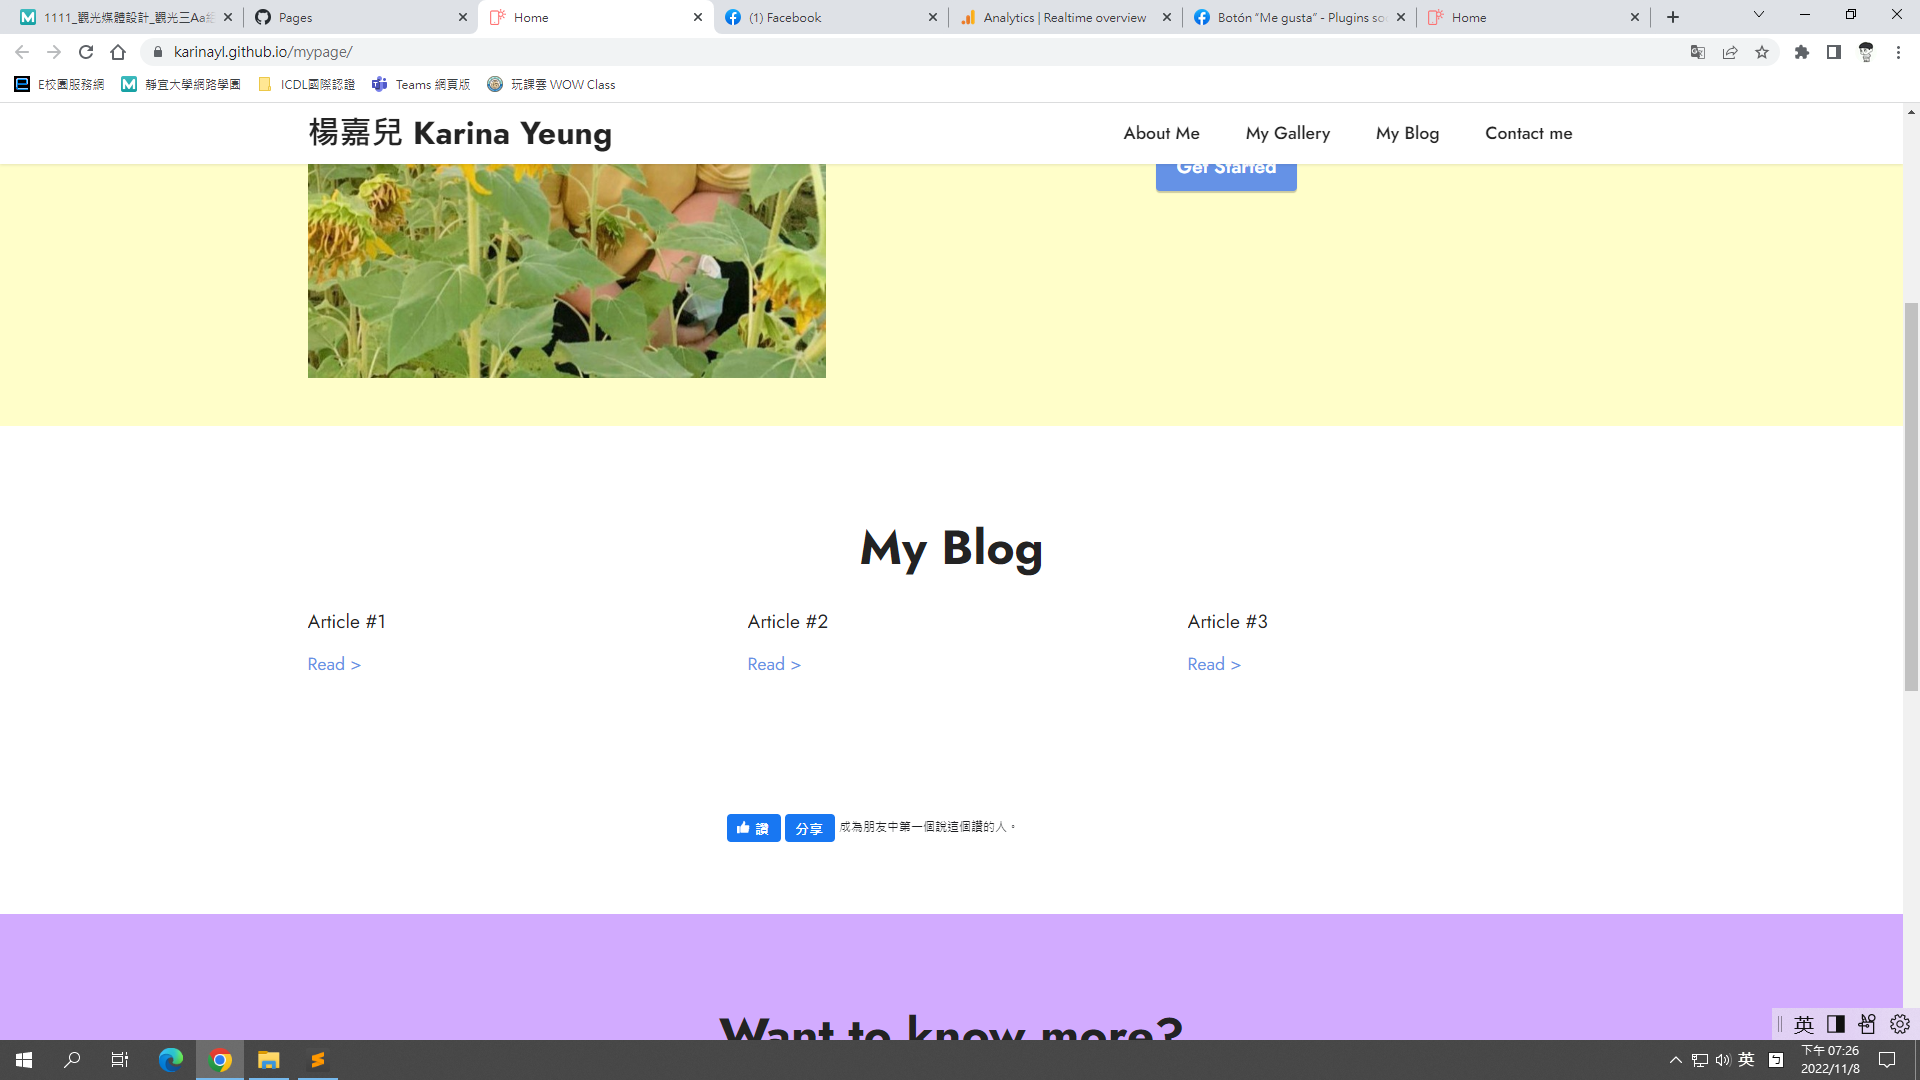 1111_觀光媒體設計_觀光三Aa
Pages
Home
(1) Facebook
Analytics | Realtime overview
Botón “Me gusta” - Plugins so
Home
karinayl.github.io/mypage/
E校園服務網
靜宜大學網路學園
ICDL國際認證
Teams 網頁版
玩課雲 WOW Class
楊嘉兒 Karina Yeung
About Me
My Gallery
My Blog
Contact me
Get Started
My Blog
Article #1
Article #2
Article #3
Read >
Read >
Read >
讚
分享
成為朋友中第一個說這個讚的人。
Want to know more?
英
英
ㄅ
下午 07:26
2022/11/8